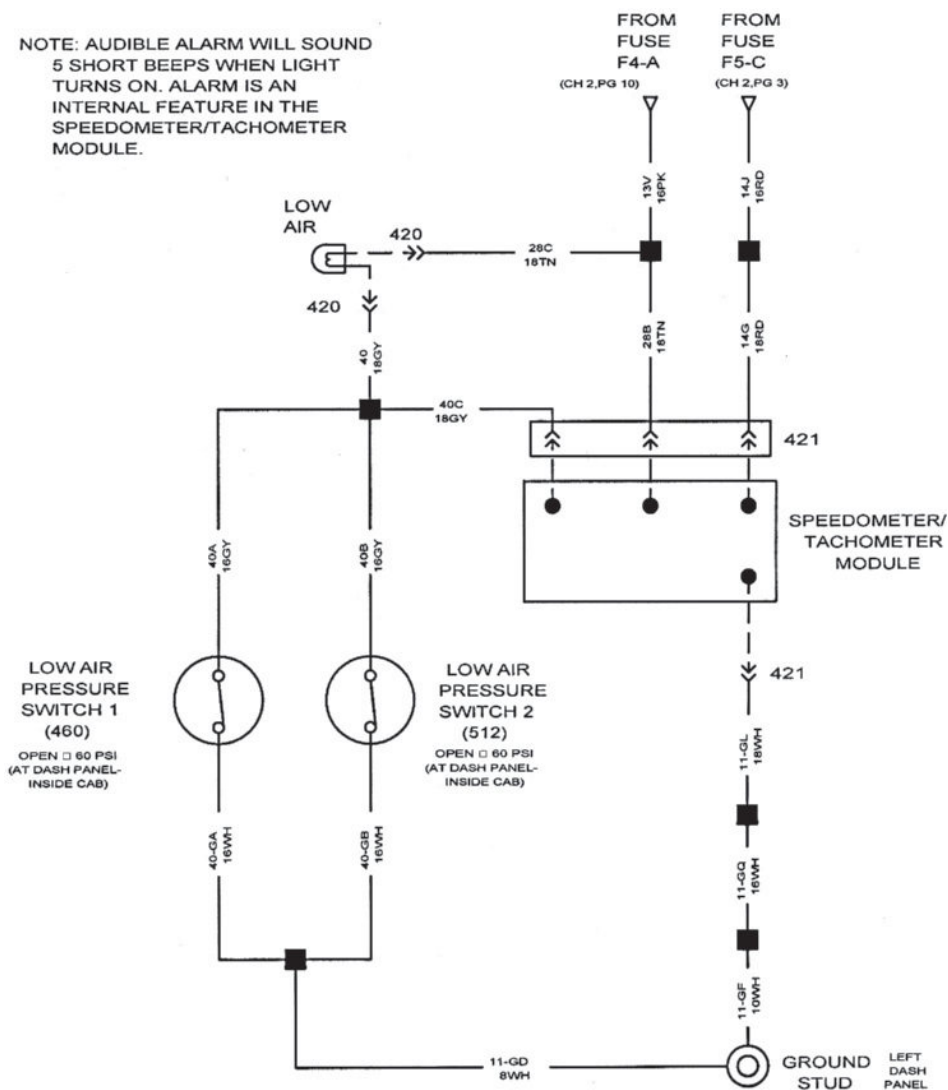 NOTE: AUDIBLE ALARM WILL SOUND
5 SHORT BEEPS WHEN LIGHT
TURNS ON. ALARM IS AN
INTERNAL FEATURE IN THE
SPEEDOMETER/TACHOMETER
MODULE.
FROM
FUSE
F4-A
(CH 2,PG 10)
FROM
FUSE
F5-C
(CH 2,PG 3)
13V
16PK
14J
16RD
LOW
AIR
420
28C
18TN
420
28B
18TN
14G
18RD
40
18GY
40C
18GY
421
SPEEDOMETER/
TACHOMETER
MODULE
40A
16GY
40B
16GY
LOW AIR
PRESSURE
SWITCH 1
(460)
OPEN □ 60 PSI
(AT DASH PANEL-
INSIDE CAB)
LOW AIR
PRESSURE
SWITCH 2
(512)
OPEN □ 60 PSI
(AT DASH PANEL-
INSIDE CAB)
421
11-GL
18WH
40-GA
16WH
40-GB
16WH
11-GQ
16WH
11-GF
10WH
11-GD
8WH
GROUND
STUD
LEFT
DASH
PANEL